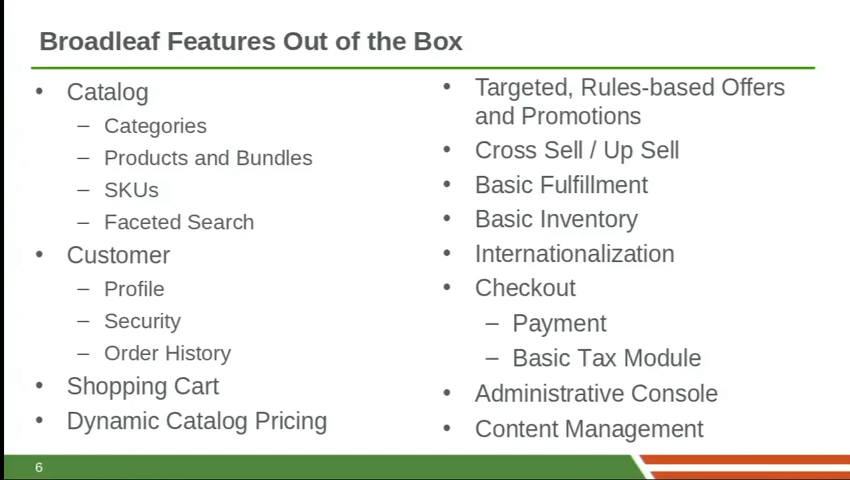 Broadleaf Features Out of the Box
• Catalog
– Categories
– Products and Bundles
– SKUs
– Faceted Search
• Customer
– Profile
– Security
– Order History
• Shopping Cart
• Dynamic Catalog Pricing
• Targeted, Rules-based Offers
and Promotions
• Cross Sell / Up Sell
• Basic Fulfillment
• Basic Inventory
• Internationalization
• Checkout
– Payment
– Basic Tax Module
• Administrative Console
• Content Management
6